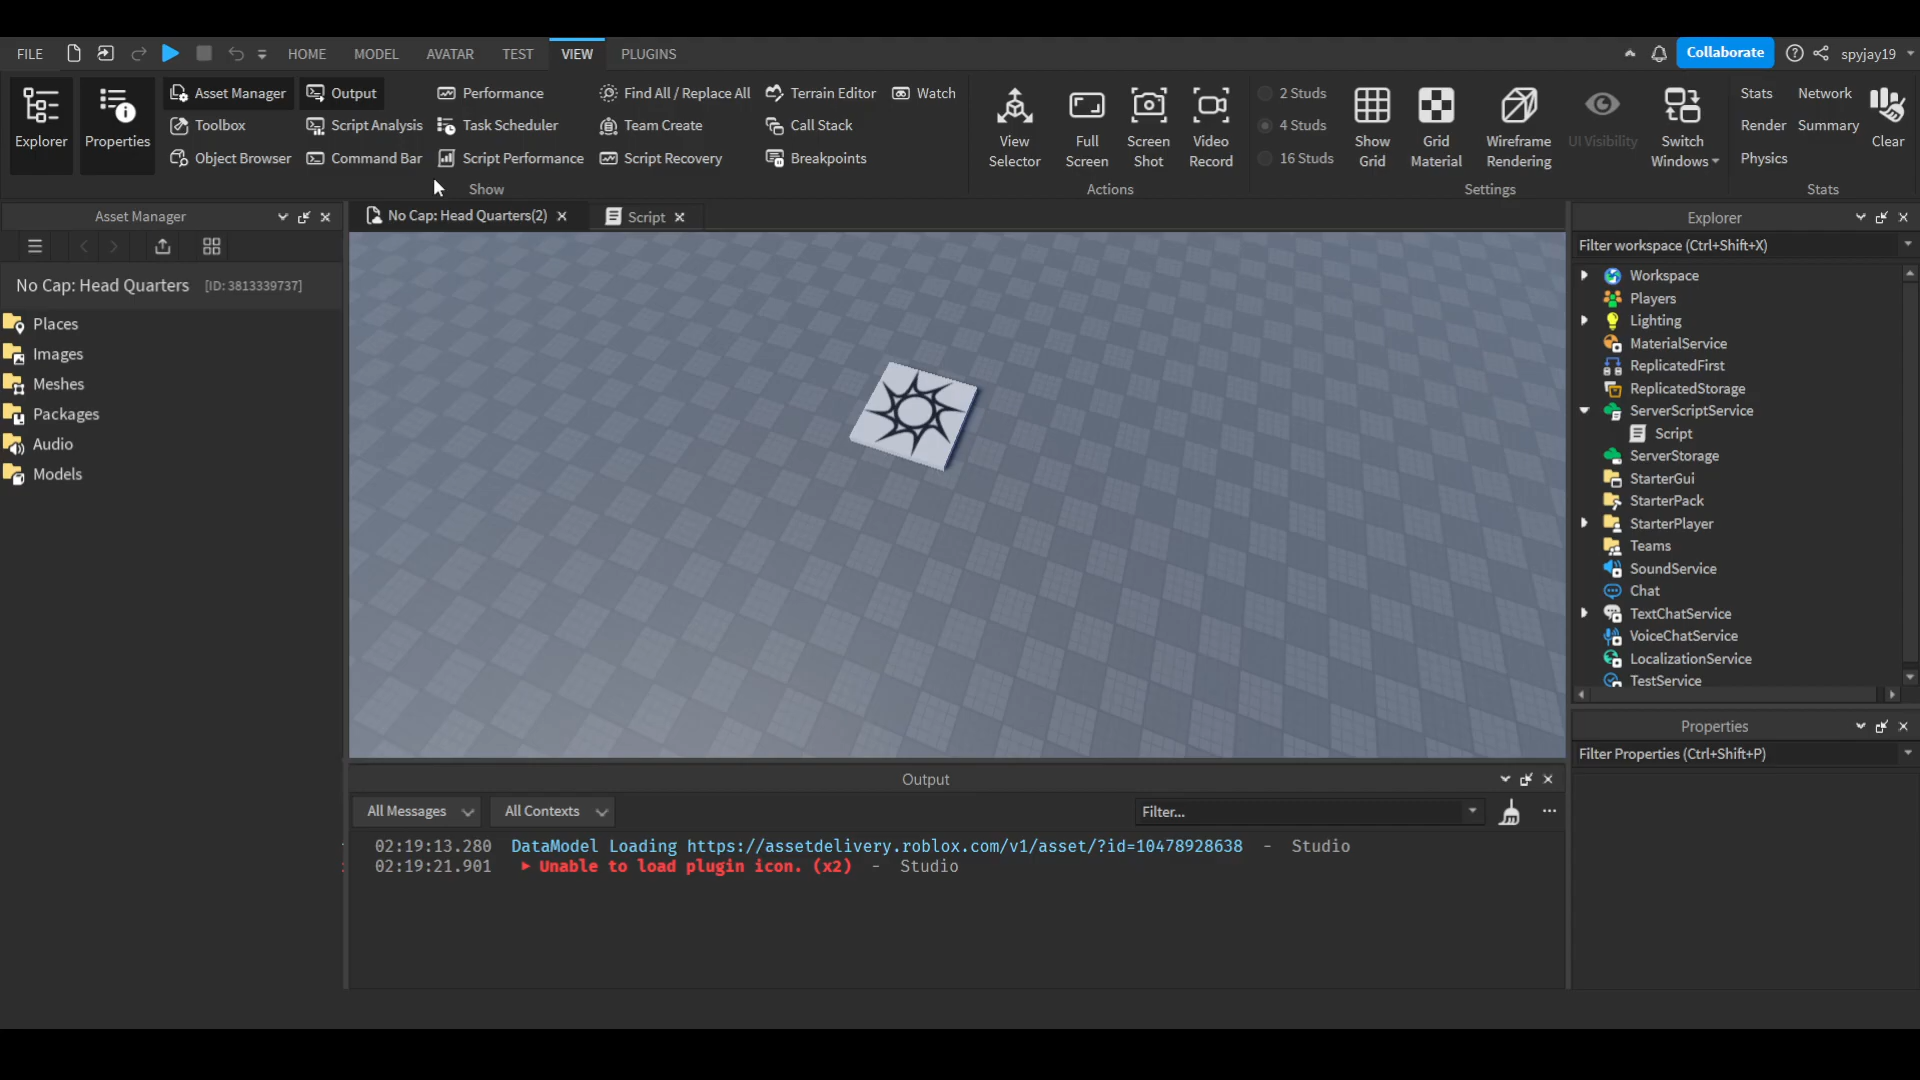 FILE HOME MODEL AVATAR TEST VIEW PLUGINS Collaborate spyjay19
Explorer
Properties
Asset Manager
Toolbox
Object Browser
Output
Script Analysis
Command Bar
Performance
Task Scheduler
Script Performance
Find All / Replace All
Team Create
Script Recovery
Terrain Editor
Call Stack
Breakpoints
Watch
Show
View
Selector
Full
Screen
Screen
Shot
Video
Record
Actions
2 Studs
4 Studs
16 Studs
Show
Grid
Grid
Material
Wireframe
Rendering
UI Visibility
Switch
Windows
Settings
Stats
Render
Physics
Network
Summary
Clear
Stats
Asset Manager
No Cap: Head Quarters [ID: 3813339737]
Places
Images
Meshes
Packages
Audio
Models
No Cap: Head Quarters(2)
Script
Output
All Messages
All Contexts
Filter...
02:19:13.280 DataModel Loading https://assetdelivery.roblox.com/v1/asset/?id=10478928638 - Studio
02:19:21.901 Unable to load plugin icon. (x2) - Studio
Explorer
Filter workspace (Ctrl+Shift+X)
Workspace
Players
Lighting
MaterialService
ReplicatedFirst
ReplicatedStorage
ServerScriptService
Script
ServerStorage
StarterGui
StarterPack
StarterPlayer
Teams
SoundService
Chat
TextChatService
VoiceChatService
LocalizationService
TestService
Properties
Filter Properties (Ctrl+Shift+P)